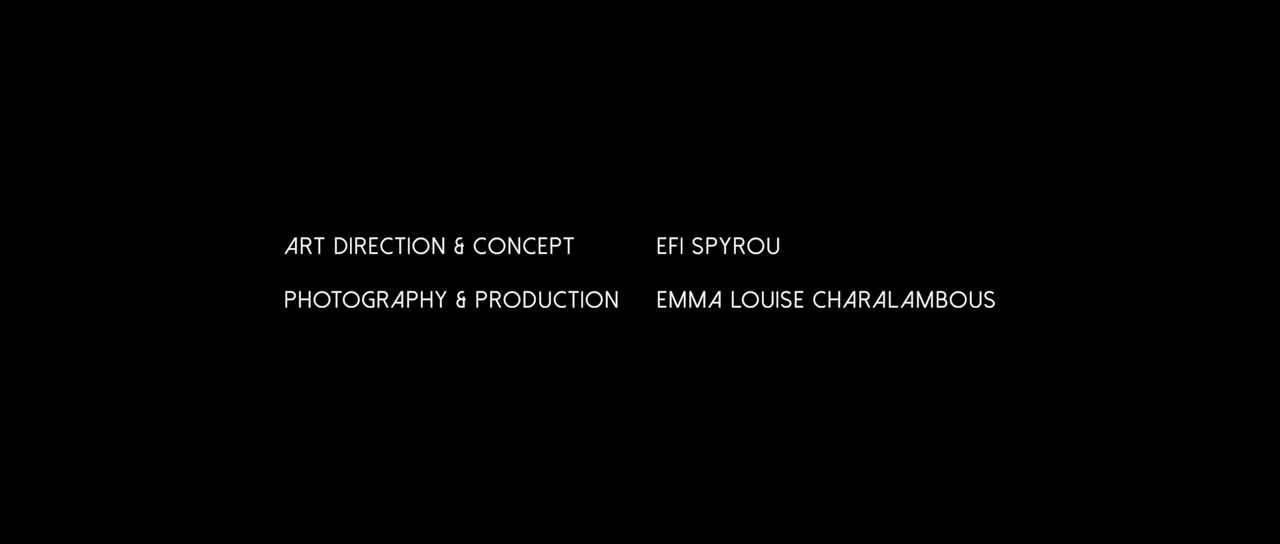 ART DIRECTION & CONCEPT EFI SPYROU
PHOTOGRAPHY & PRODUCTION EMMA LOUISE CHARALAMBOUS